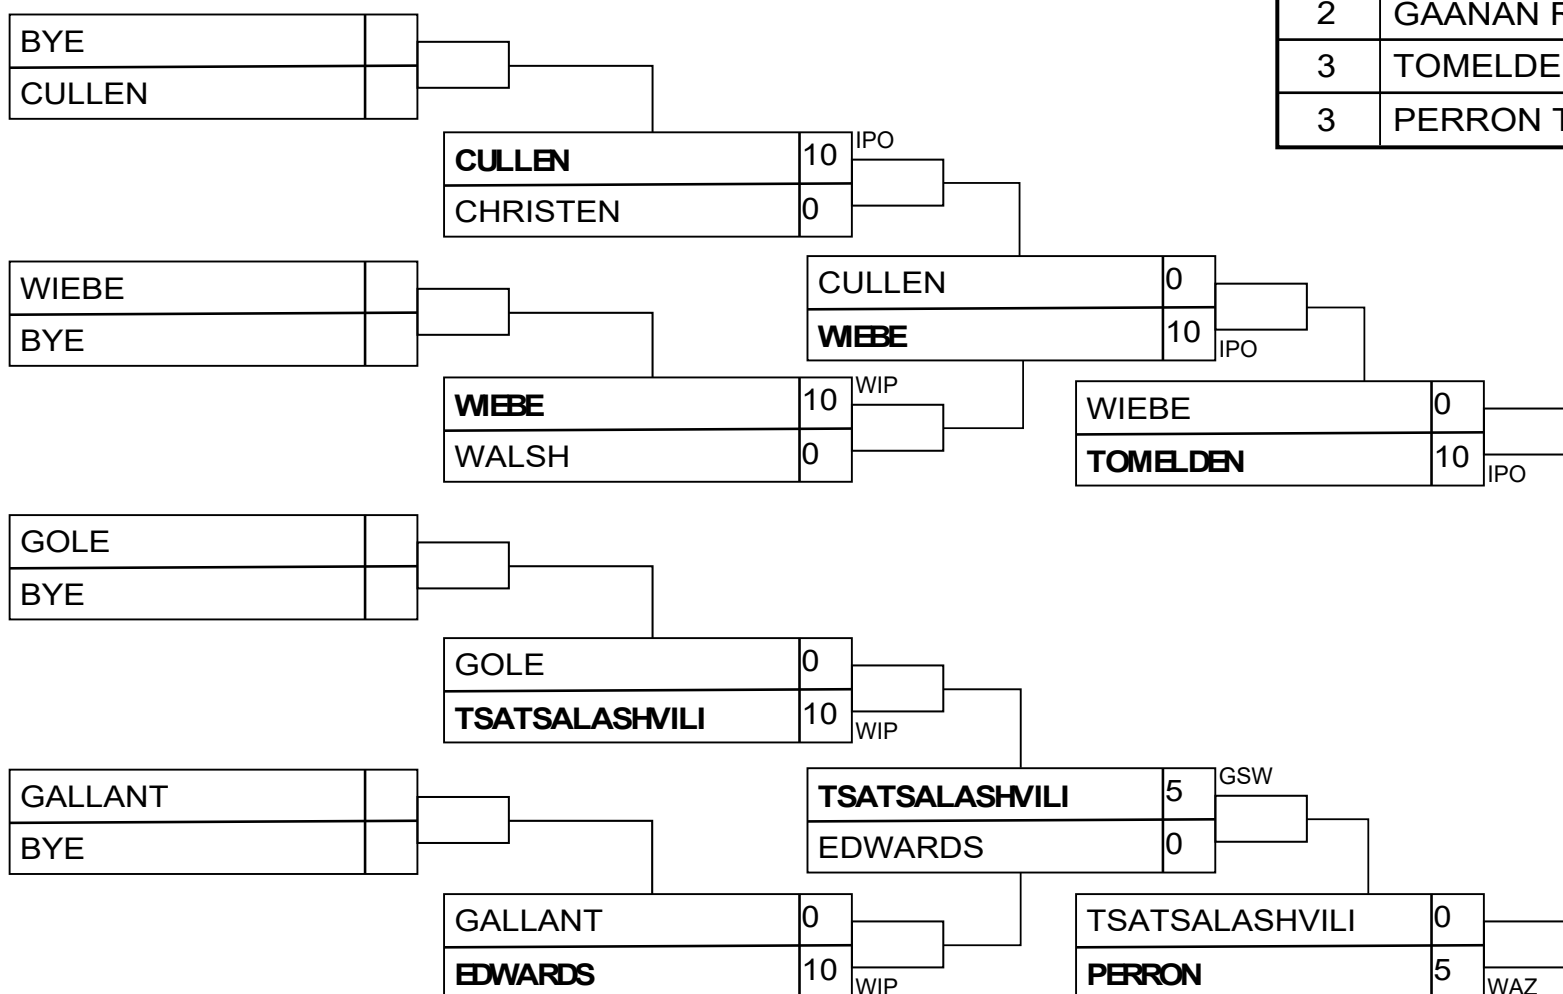 2 GAANAN
3 TOMELDE
3 PERRON
BYE
CULLEN
CULLEN 10 IPO
CHRISTEN 0
WIEBE
BYE
CULLEN 0
WIEBE 10 IPO
WIEBE 10 WIP
WALSH 0
WIEBE 0
TOMELDEN 10 IPO
GOLE
BYE
GOLE 0
TSATSALASHVILI 10 WIP
GALLANT
BYE
TSATSALASHVILI 5 GSW
EDWARDS 0
GALLANT 0
EDWARDS 10 WIP
TSATSALASHVILI 0
PERRON 5 WAZ